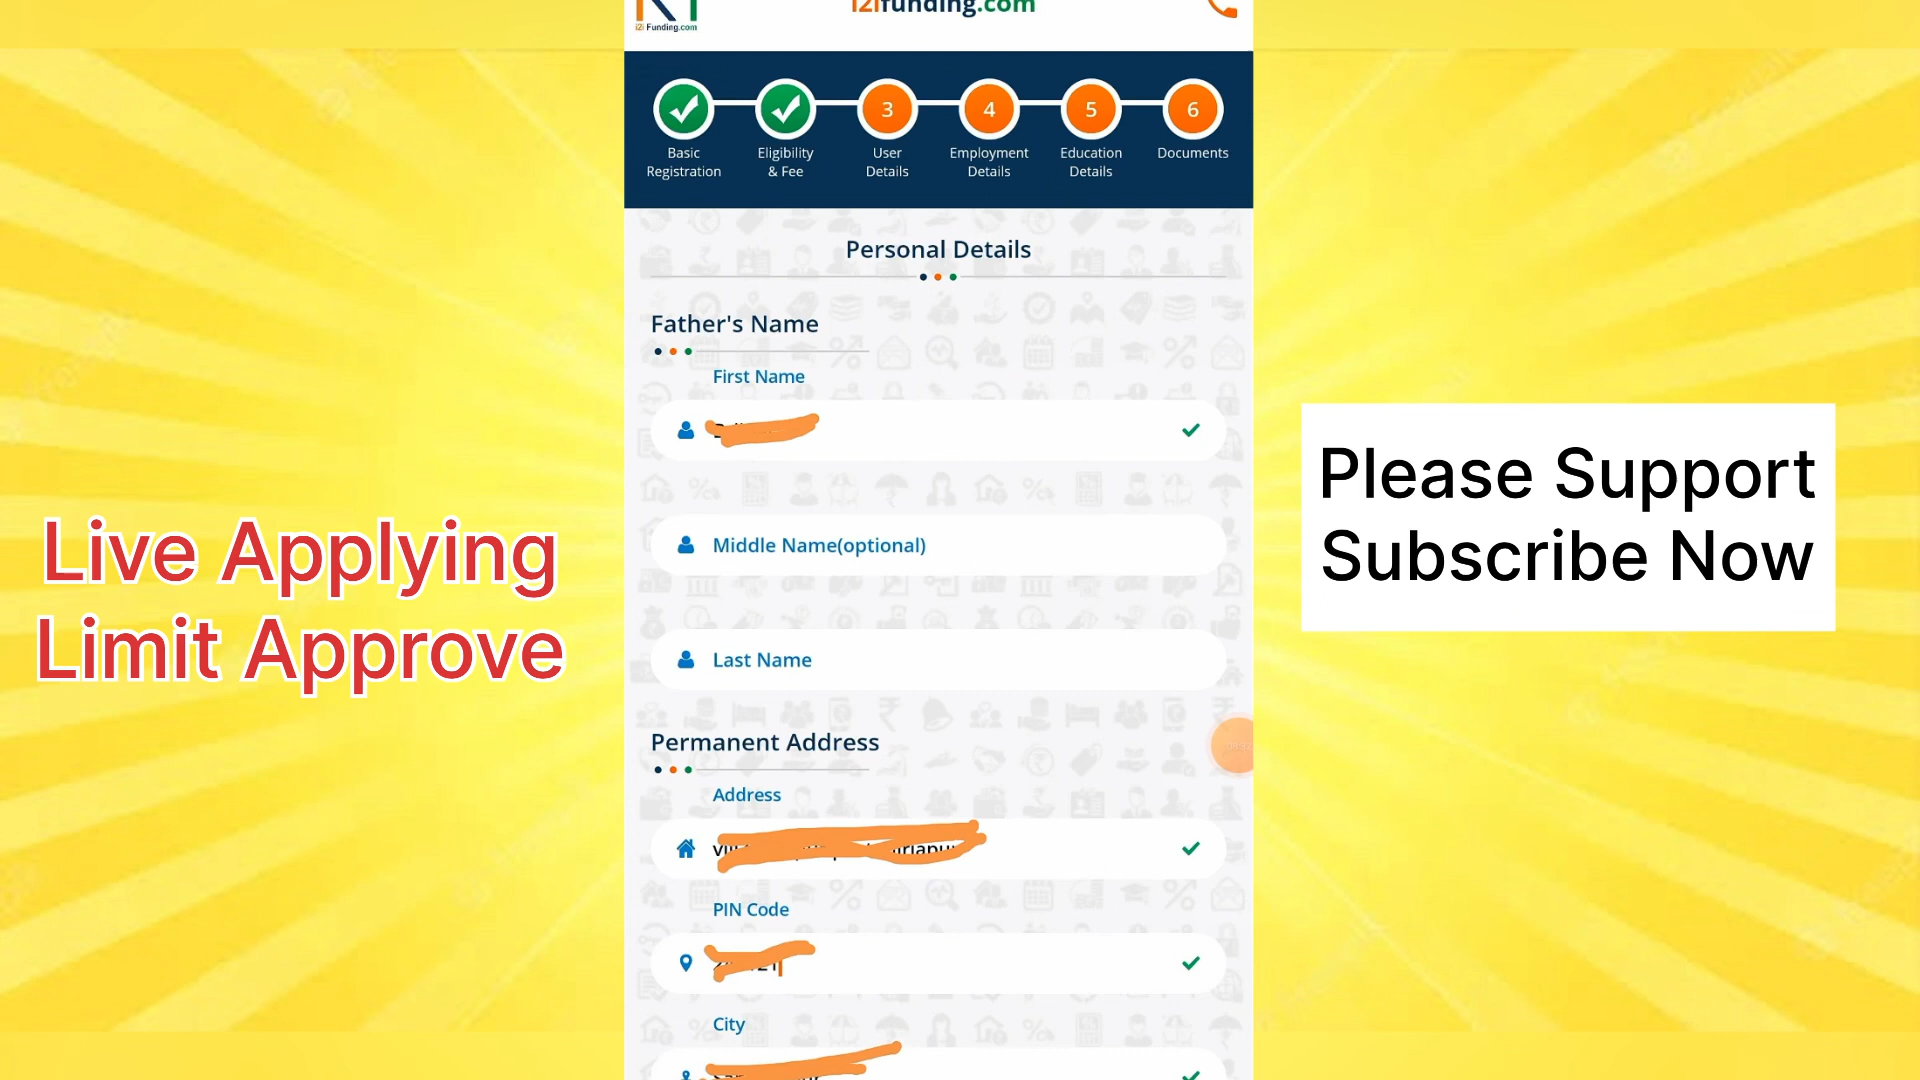 i2i Funding.com
i2ifunding.com
3
4
5
6
Basic
Registration
Eligibility
& Fee
User
Details
Employment
Details
Education
Details
Documents
Personal Details
Father's Name
First Name
Middle Name(optional)
Last Name
Permanent Address
Address
PIN Code
City
Live Applying
Limit Approve
Please Support
Subscribe Now